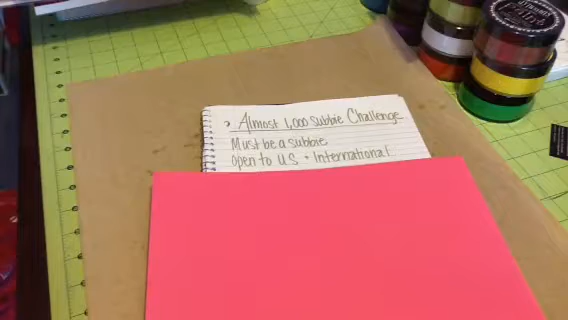 Almost 1,000 subbie Challenge
Must be a subbie
Open to U.S + International